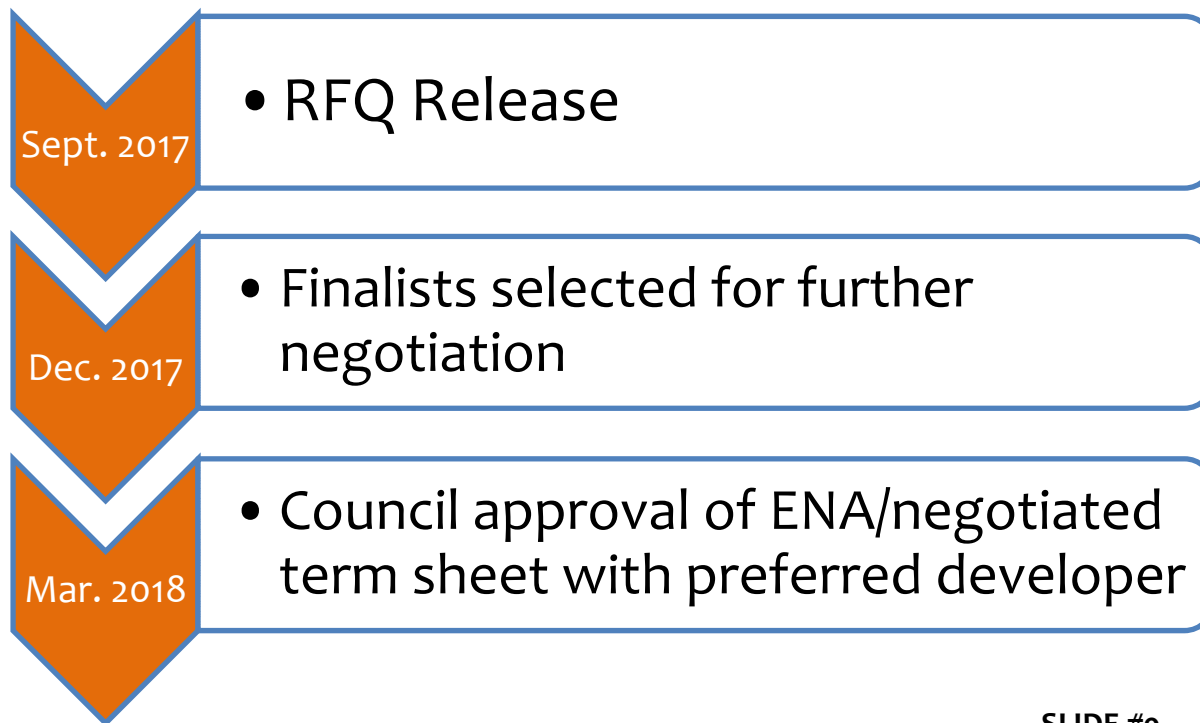 • RFQ Release
Sept. 2017
• Finalists selected for further
negotiation
Dec. 2017
• Council approval of ENA/negotiated
term sheet with preferred developer
Mar. 2018